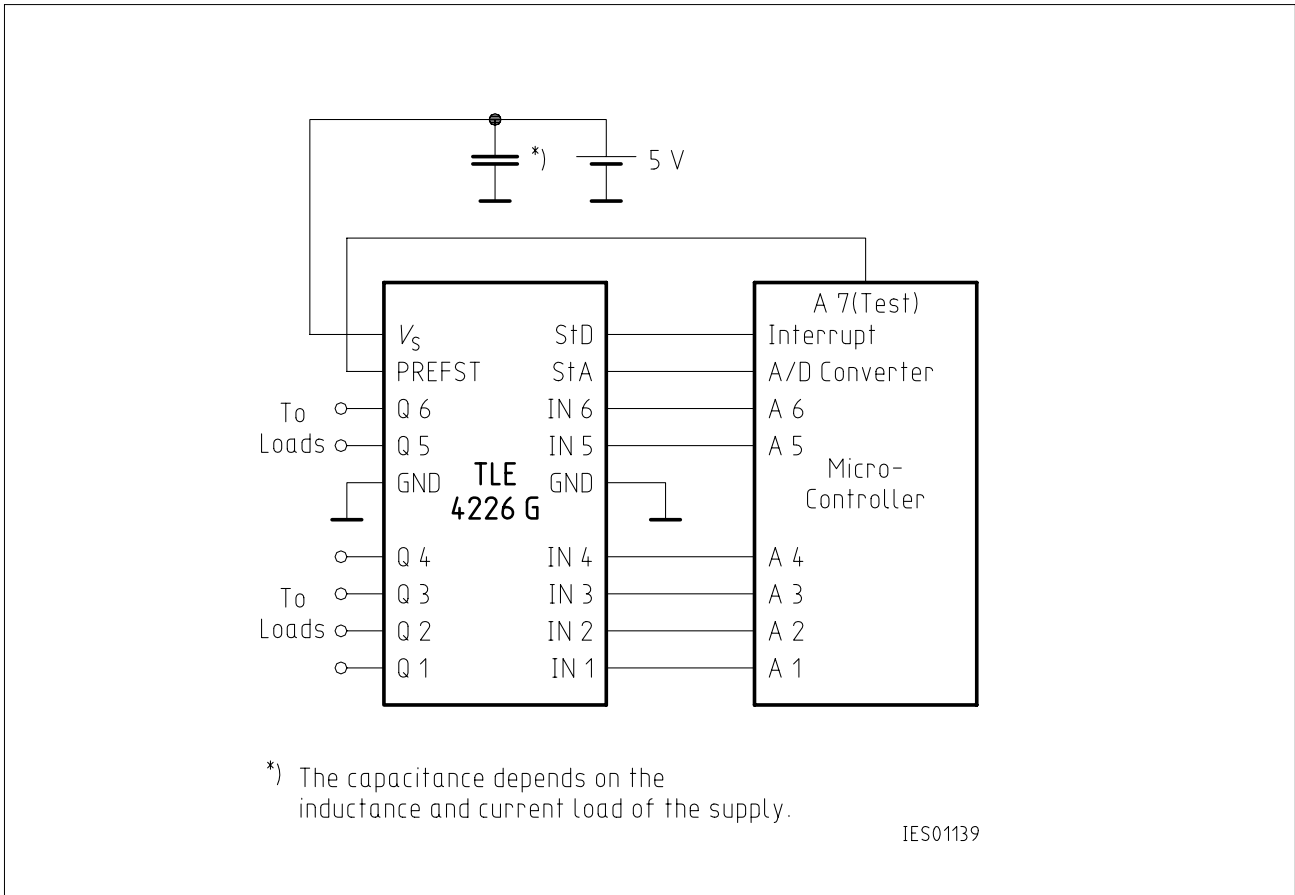 *)
5 V
A 7(Test)
VS StD Interrupt
PREFST StA A/D Converter
To
Loads
Q 6 IN 6 A 6
Q 5 IN 5 A 5
GND TLE GND
4226 G
Micro-
Controller
Q 4 IN 4 A 4
To
Loads
Q 3 IN 3 A 3
Q 2 IN 2 A 2
Q 1 IN 1 A 1
*) The capacitance depends on the
inductance and current load of the supply.
IES01139